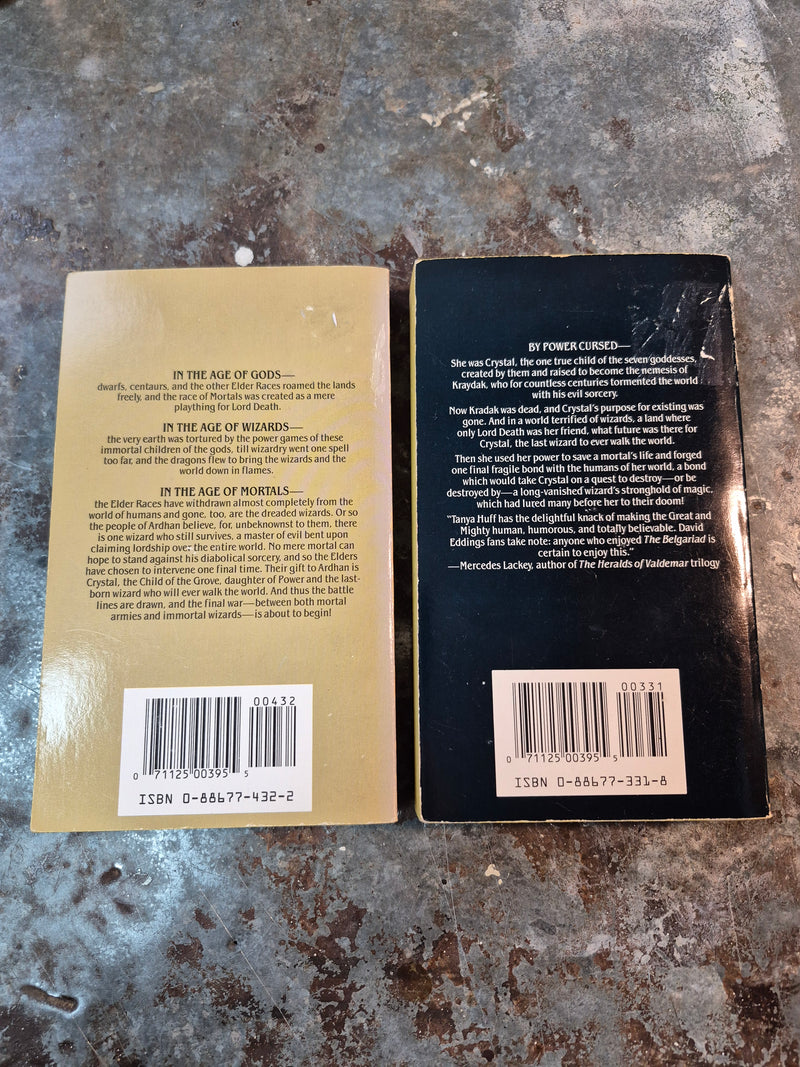 IN THE AGE OF GODS—
dwarfs, centaurs, and the other Elder Races roamed the lands
freely, and the race of Mortals was created as a mere
plaything for Lord Death.
IN THE AGE OF WIZARDS—
the very earth was tortured by the power games of these
immortal children of the gods, till wizardry went one spell
too far, and the dragons flew to bring the wizards and the
world down in flames.
IN THE AGE OF MORTALS—
the Elder Races have withdrawn almost completely from the
world of humans and gone, too, are the dreaded wizards. Or so
the people of Ardhan believe, for, unbeknownst to them, there
is one wizard who still survives, a master of evil bent upon
claiming lordship over the entire world. No mere mortal can
hope to stand against his diabolical sorcery, and so the Elders
have chosen to intervene one final time. Their gift to Ardhan is
Crystal, the Child of the Grove, daughter of Power and the last-
born wizard who will ever walk the world. And thus the battle
lines are drawn, and the final war—between both mortal
armies and immortal wizards—is about to begin!
00432
0 71125 00395 5
ISBN 0-88677-432-2
BY POWER CURSED—
She was Crystal, the one true child of the seven goddesses,
created by them and raised to become the nemesis of
Kraydak, who for countless centuries tormented the world
with his evil sorcery.
Now Kradak was dead, and Crystal's purpose for existing was
gone. And in a world terrified of wizards, a land where
only Lord Death was her friend, what future was there for
Crystal, the last wizard to ever walk the world.
Then she used her power to save a mortal's life and forged
one final fragile bond with the humans of her world, a bond
which would take Crystal on a quest to destroy—or be
destroyed by—a long-vanished wizard's stronghold of magic,
which had lured many before her to their doom!
"Tanya Huff has the delightful knack of making the Great and
Mighty human, humorous, and totally believable. David
Eddings fans take note: anyone who enjoyed The Belgariad is
certain to enjoy this."
—Mercedes Lackey, author of The Heralds of Valdemar trilogy
00331
0 71125 00395 5
ISBN 0-88677-331-8